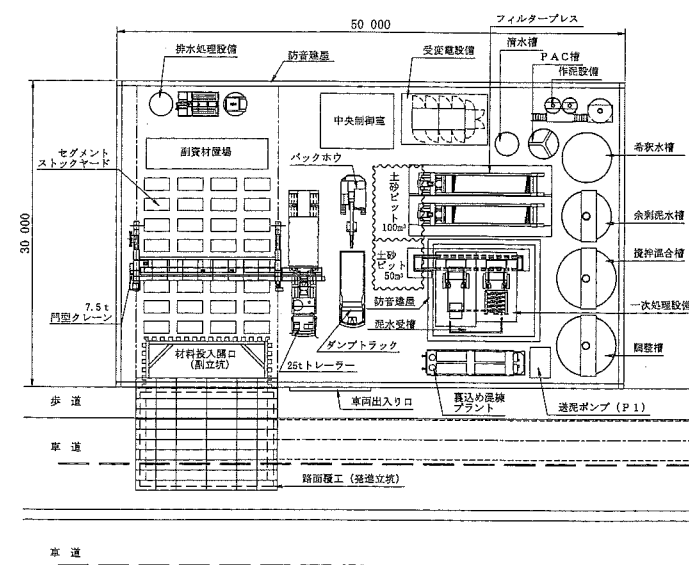 50 000
フィルタープレス
排水処理設備
防音建屋
受変電設備
清水槽
PAC槽
作泥設備
中央制御室
希釈水槽
セグメント
ストックヤード
副資材置場
バックホウ
土砂
ピット
100m³
余剰泥水槽
30 000
土砂
ピット
50m³
撹拌混合槽
7.5t
門型クレーン
防音建屋
一次処理設備
泥水受槽
材料投入開口
(副立坑)
ダンプトラック
調整槽
25tトレーラー
歩 道
車両出入り口
裏込め混練
プラント
送泥ポンプ(P1)
車 道
路面覆工(発進立坑)
車 道